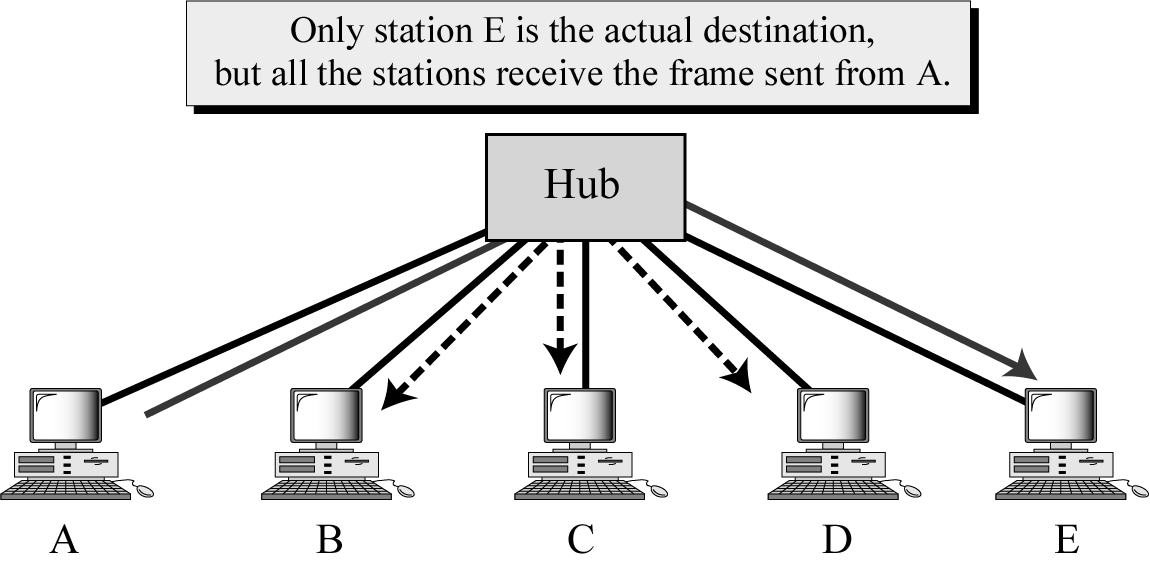 Only station E is the actual destination,
but all the stations receive the frame sent from A.
Hub
A
B
C
D
E